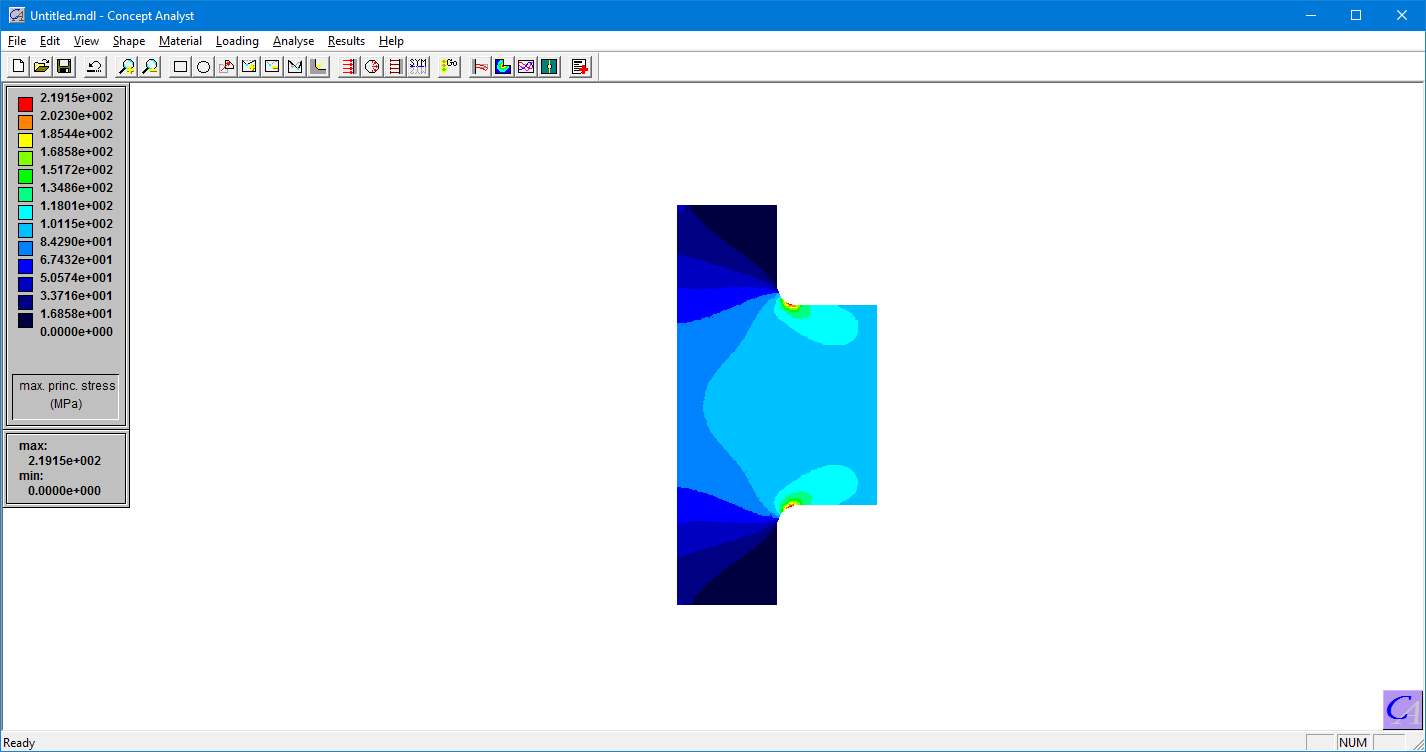 Untitled.mdl - Concept Analyst
File Edit View Shape Material Loading Analyse Results Help
SYM
Go
2.1915e+002
2.0230e+002
1.8544e+002
1.6858e+002
1.5172e+002
1.3486e+002
1.1801e+002
1.0115e+002
8.4290e+001
6.7432e+001
5.0574e+001
3.3716e+001
1.6858e+001
0.0000e+000
max. princ. stress
(MPa)
max:
2.1915e+002
min:
0.0000e+000
CA
Ready
NUM